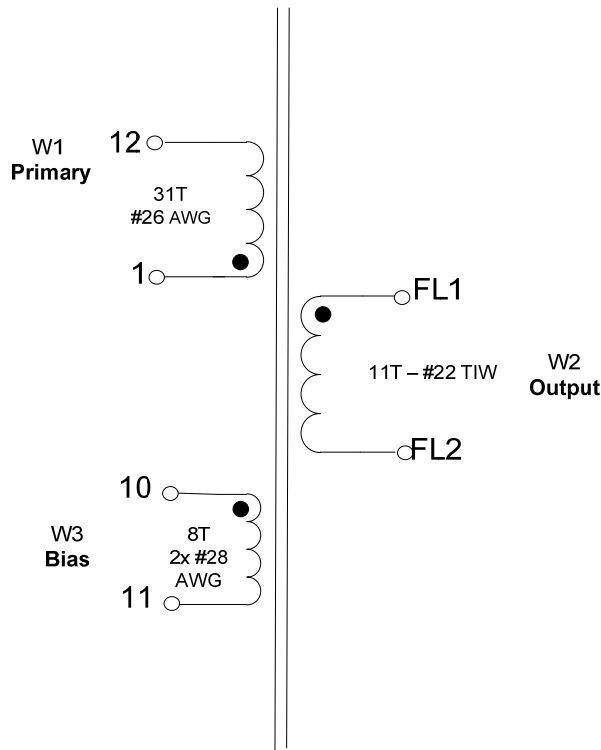 W1
Primary
12
31T
#26 AWG
1
FL1
11T – #22 TIW
W2
Output
FL2
10
W3
Bias
8T
2x #28
AWG
11